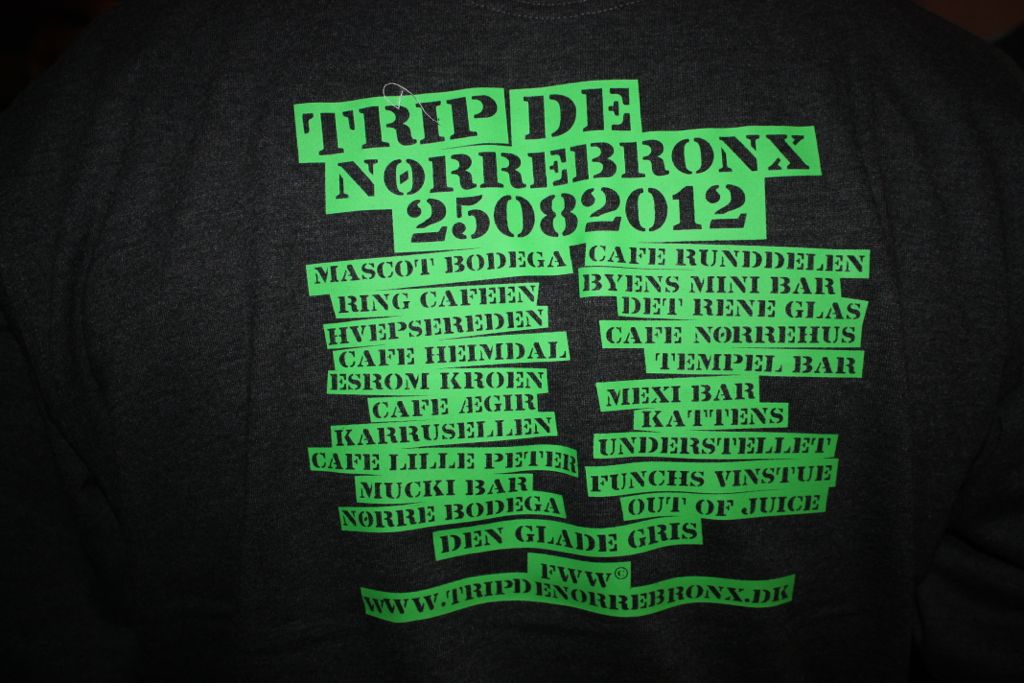 TRIP DE
NØRREBRONX
25082012
MASCOT BODEGA
RING CAFEEN
HVEPSEREDEN
CAFE HEIMDAL
ESROM KROEN
CAFE ÆGIR
KARRUSELLEN
CAFE LILLE PETER
MUCKI BAR
NØRRE BODEGA
CAFE RUNDDELEN
BYENS MINI BAR
DET RENE GLAS
CAFE NØRREHUS
TEMPEL BAR
MEXI BAR
KATTENS
UNDERSTELLET
FUNCHS VINSTUE
OUT OF JUICE
DEN GLADE GRIS
FWW©
WWW.TRIPDENORREBRONX.DK